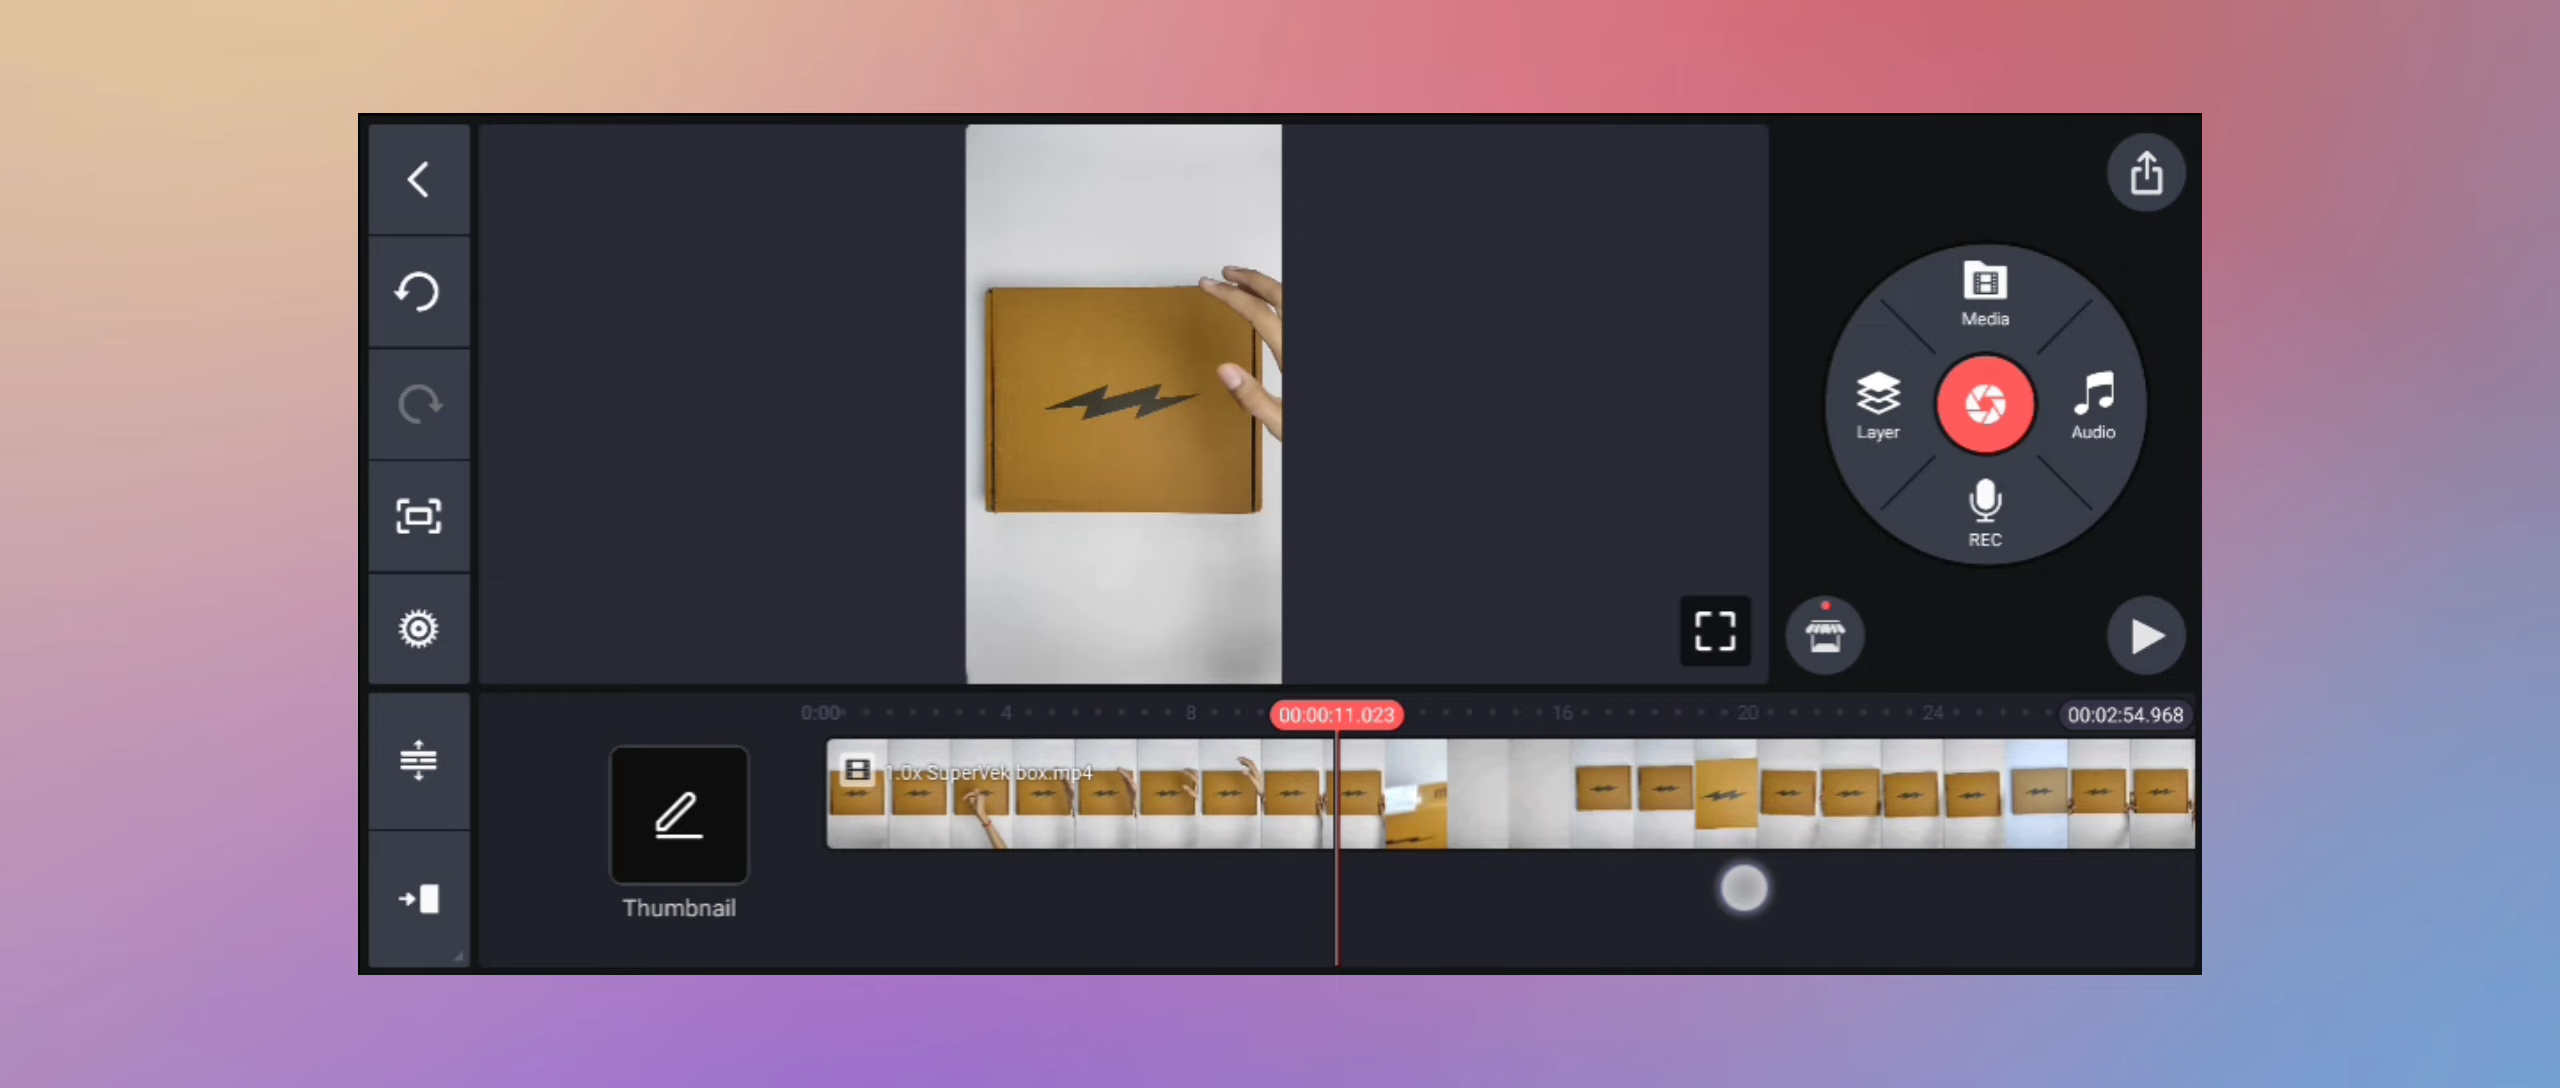 Media
Layer
Audio
REC
0:00
4
8
00:00:11.023
16
20
24
00:02:54.968
1.0x SuperVek box.mp4
Thumbnail